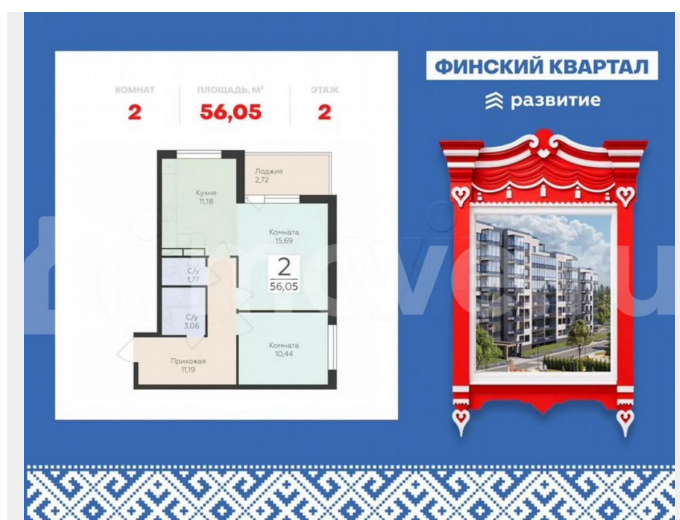 ФИНСКИЙ КВАРТАЛ
развитие
КОМНАТ
ПЛОЩАДЬ, М²
ЭТАЖ
2
56,05
2
Лоджия
2,72
Кухня
11,18
Комната
15,69
2
56,05
С/у
1,77
С/у
3,06
Комната
10,44
Прихожая
11,19